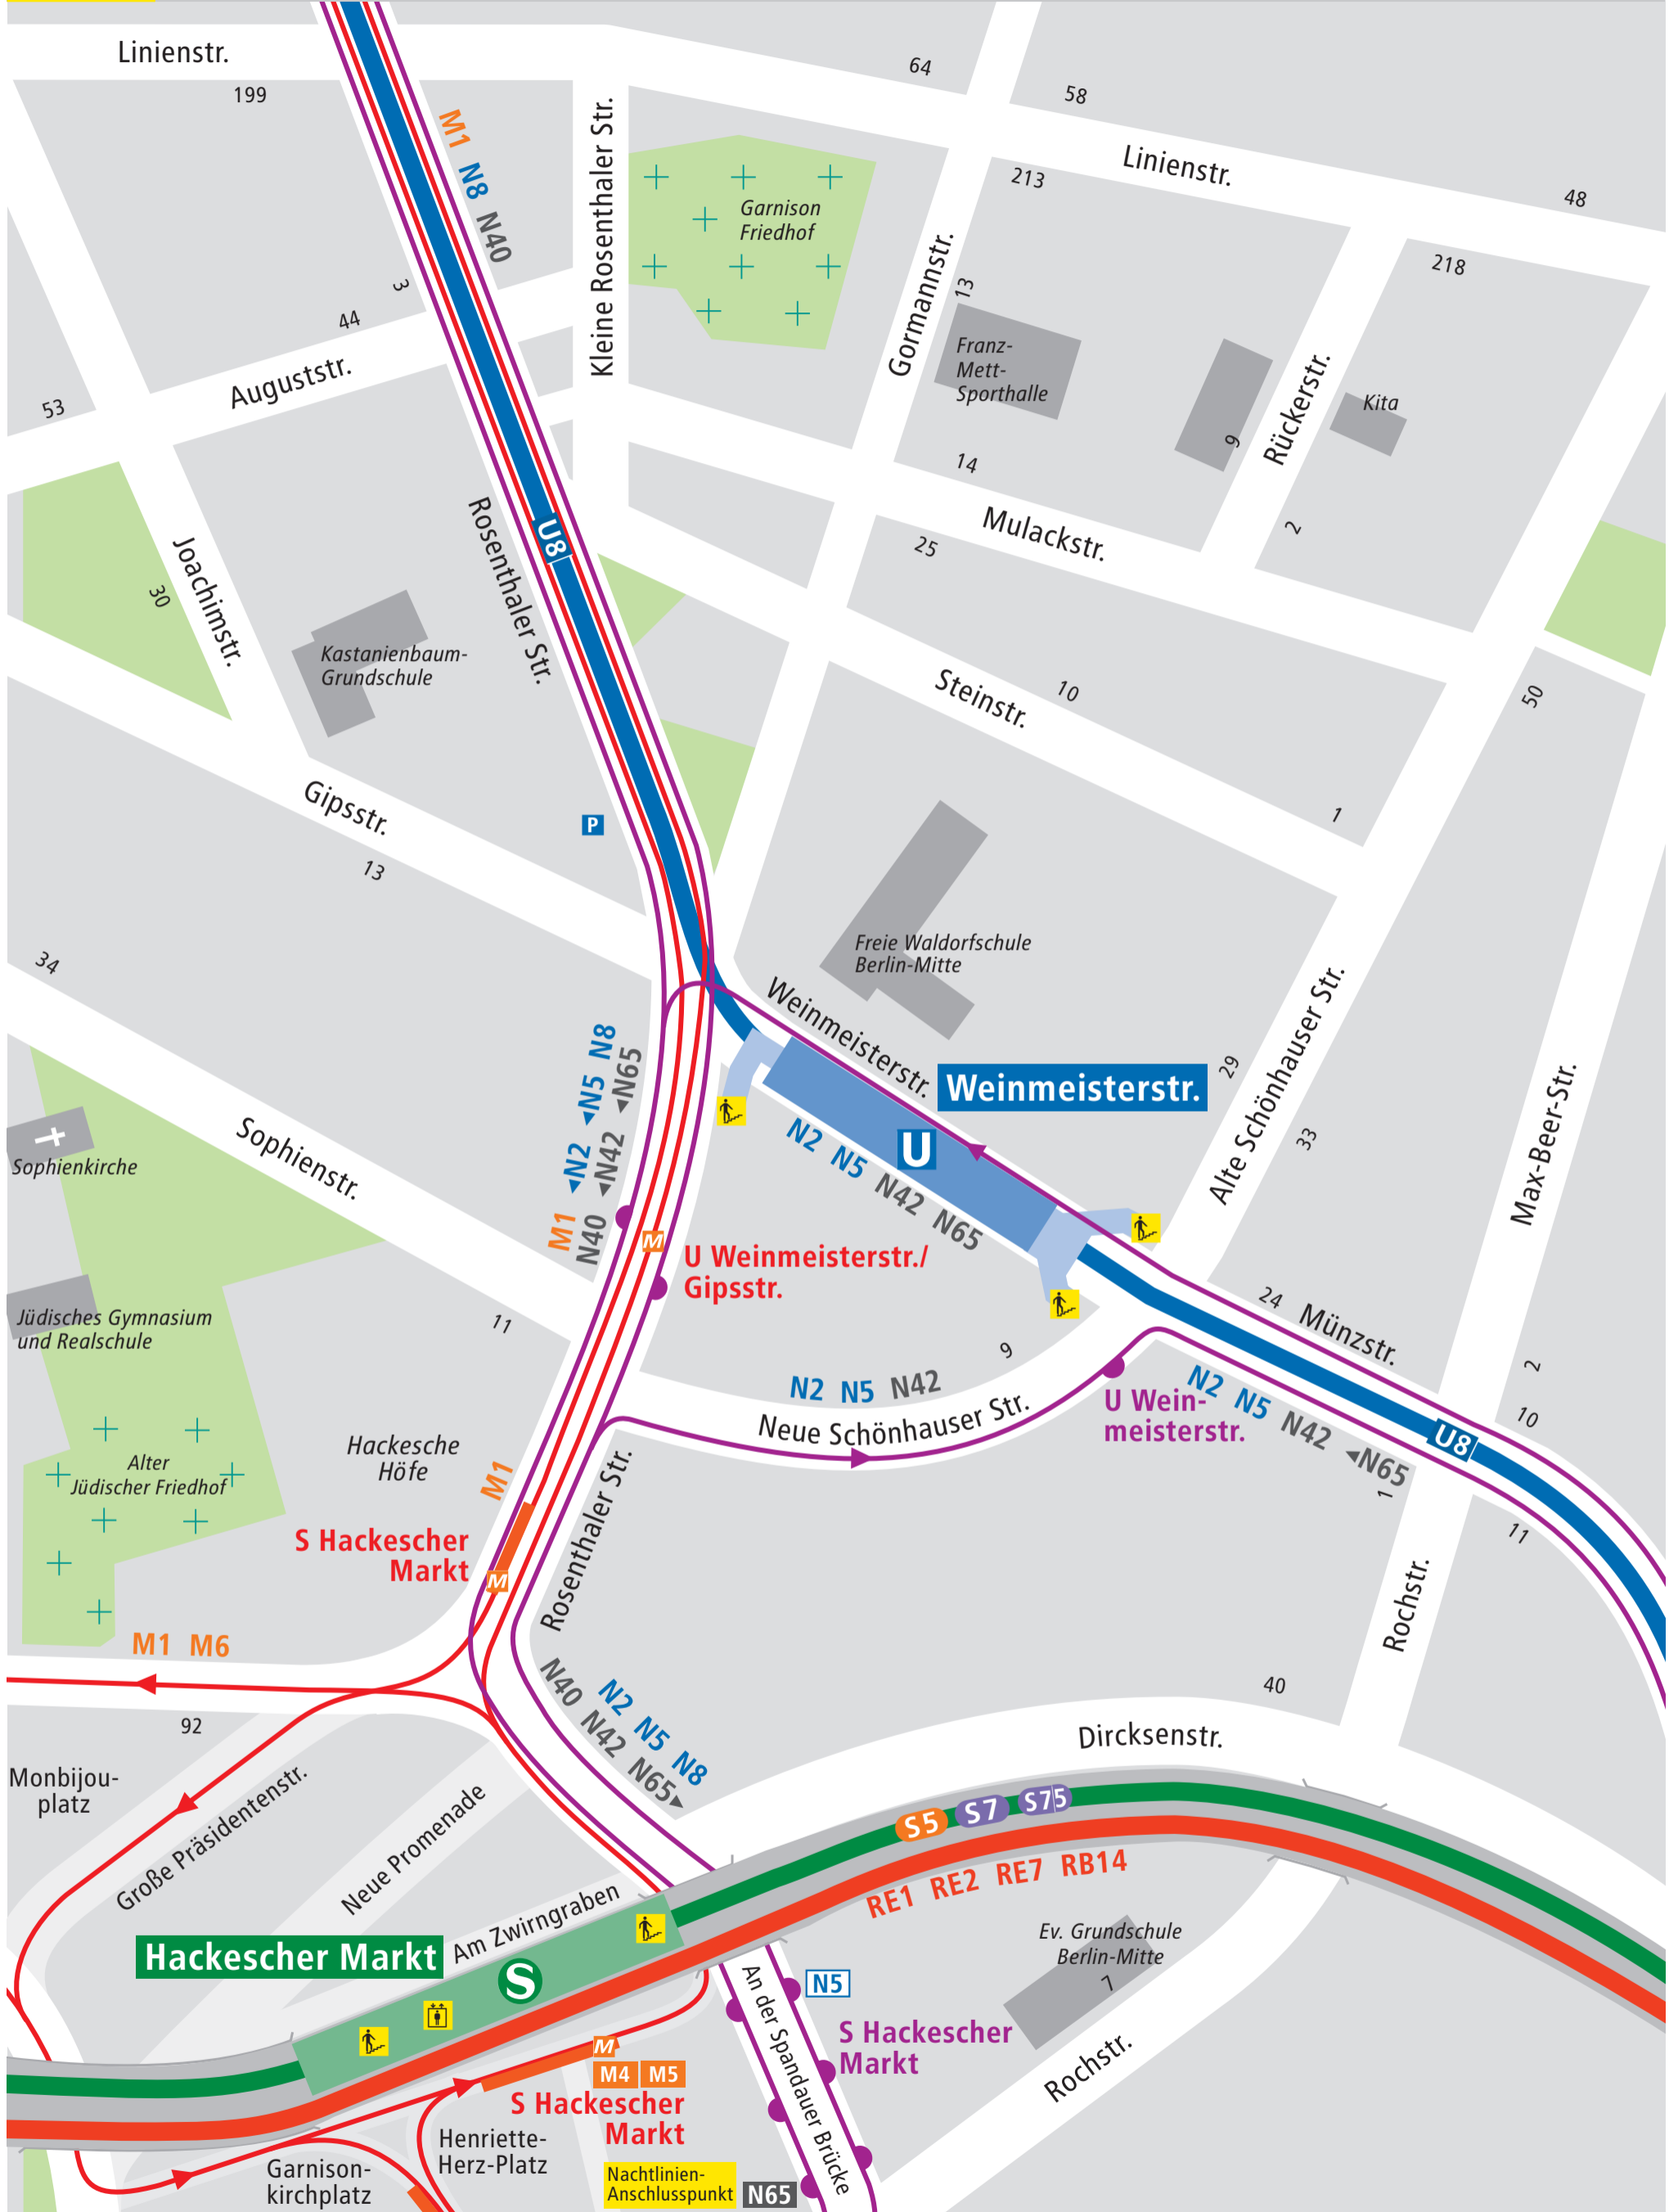 Linienstr.
199
64
58
Linienstr.
213
48
218
M1 N8 N40
Kleine Rosenthaler Str.
Garnison
Friedhof
Gormannstr.
13
Franz-
Mett-
Sporthalle
9
Rückerstr.
Kita
3
44
Auguststr.
53
14
Mulackstr.
2
25
U8
Rosenthaler Str.
Joachimstr.
30
Kastanienbaum-
Grundschule
Steinstr.
10
50
1
Gipsstr.
13
P
34
Freie Waldorfschule
Berlin-Mitte
Weinmeisterstr.
Weinmeisterstr.
29
Alte Schönhauser Str.
33
Max-Beer-Str.
M1 ◄N2 ◄N5 N8
N40 ◄N42 ◄N65
U
N2 N5 N42 N65
Sophienkirche
Sophienstr.
M
U Weinmeisterstr./
Gipsstr.
Jüdisches Gymnasium
und Realschule
11
24
Münzstr.
9
2
10
N2 N5 N42
Neue Schönhauser Str.
U Wein-
meisterstr.
N2 N5 N42 ◄N65
U8
1
11
Hackesche
Höfe
Alter
Jüdischer Friedhof
M1
S Hackescher
Markt
M
Rosenthaler Str.
Rochstr.
M1 M6
92
N2 N5 N8
N40 N42 N65►
40
Dircksenstr.
Monbijou-
platz
Große Präsidentenstr.
Neue Promenade
S5 S7 S75
RE1 RE2 RE7 RB14
Am Zwirngraben
Hackescher Markt
S
Ev. Grundschule
Berlin-Mitte
7
An der Spandauer Brücke
N5
S Hackescher
Markt
Rochstr.
M
M4 M5
S Hackescher
Markt
Henriette-
Herz-Platz
Garnison-
kirchplatz
Nachtlinien-
Anschlusspunkt
N65